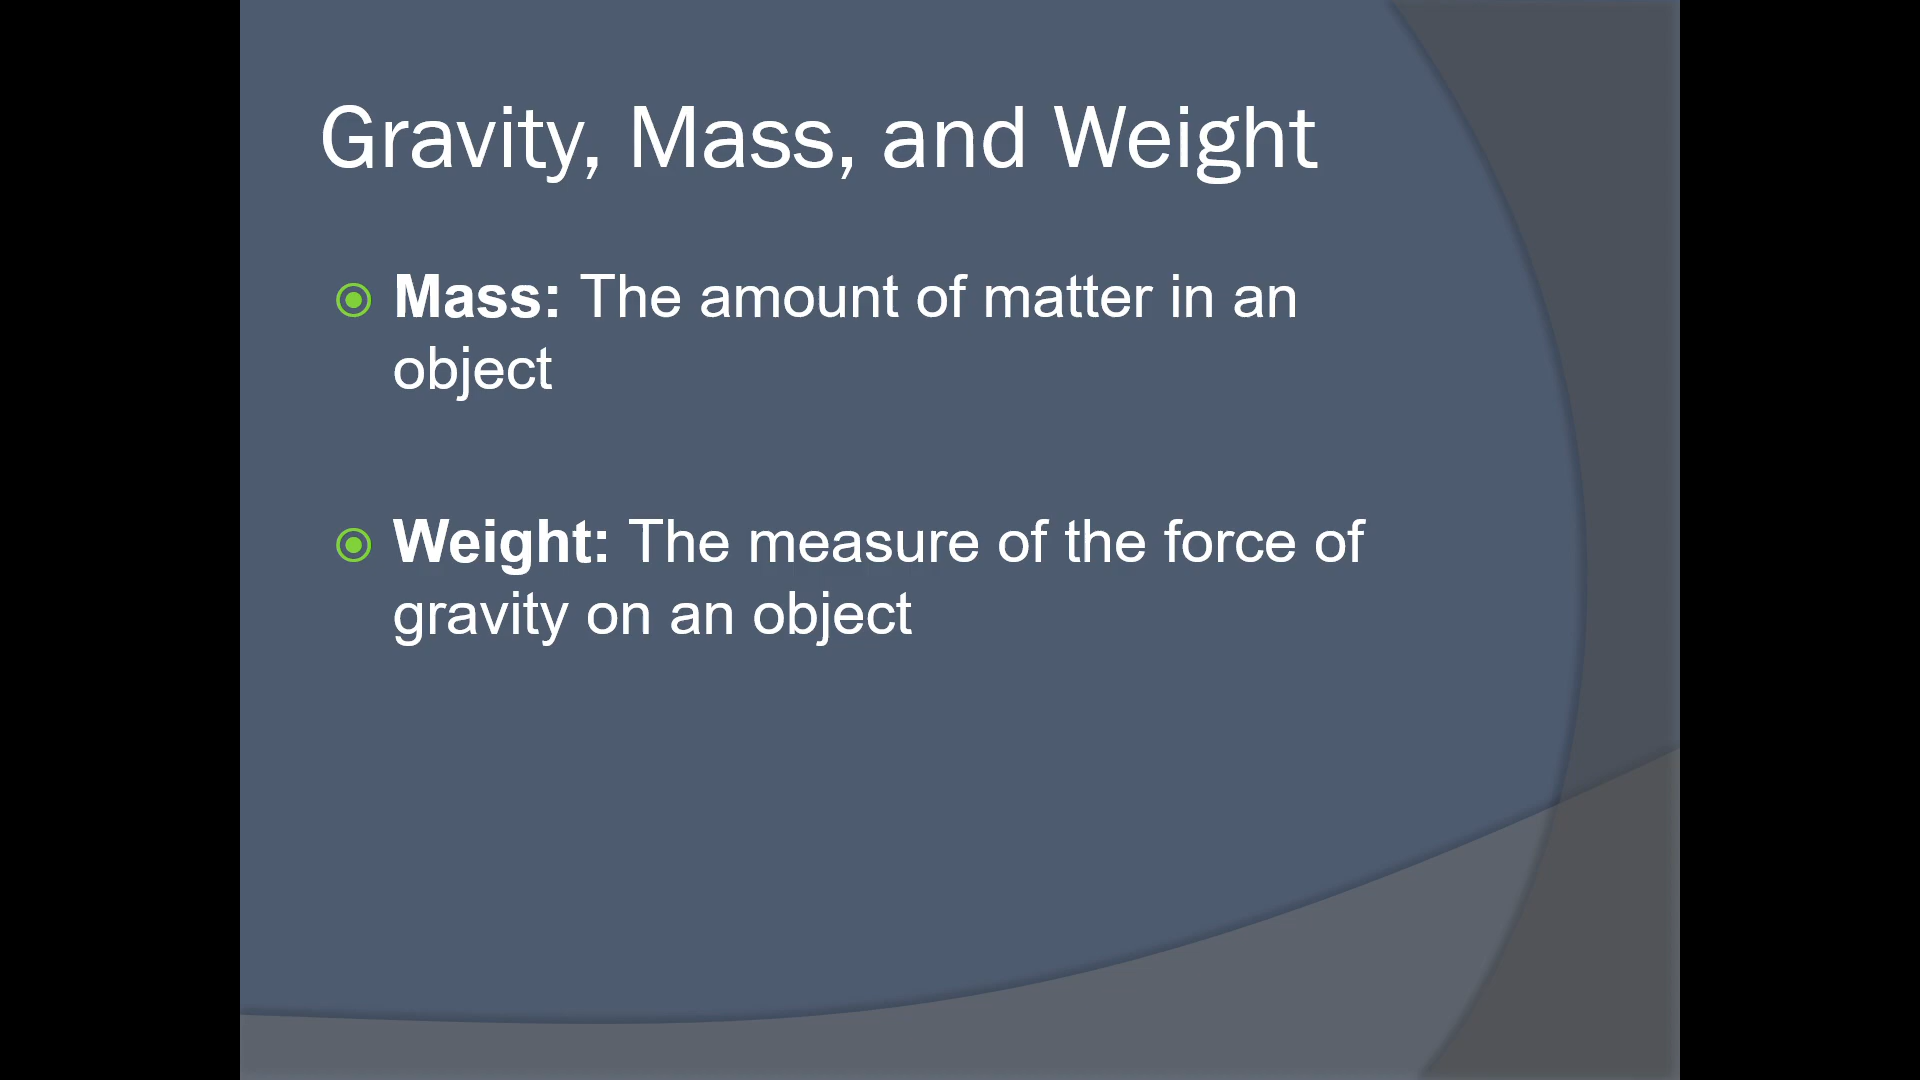 Gravity, Mass, and Weight
Mass: The amount of matter in an
object
Weight: The measure of the force of
gravity on an object